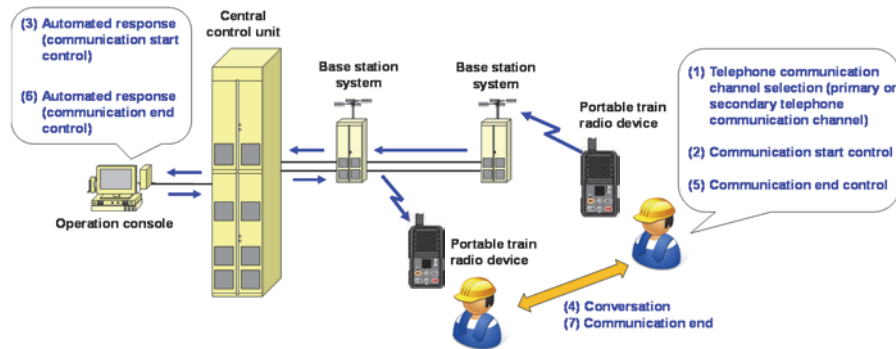 (3) Automated response
(communication start
control)
(6) Automated response
(communication end
control)
Central
control unit
Base station
system
Base station
system
Portable train
radio device
(1) Telephone communication
channel selection (primary or
secondary telephone
communication channel)
(2) Communication start control
(5) Communication end control
Operation console
Portable train
radio device
(4) Conversation
(7) Communication end